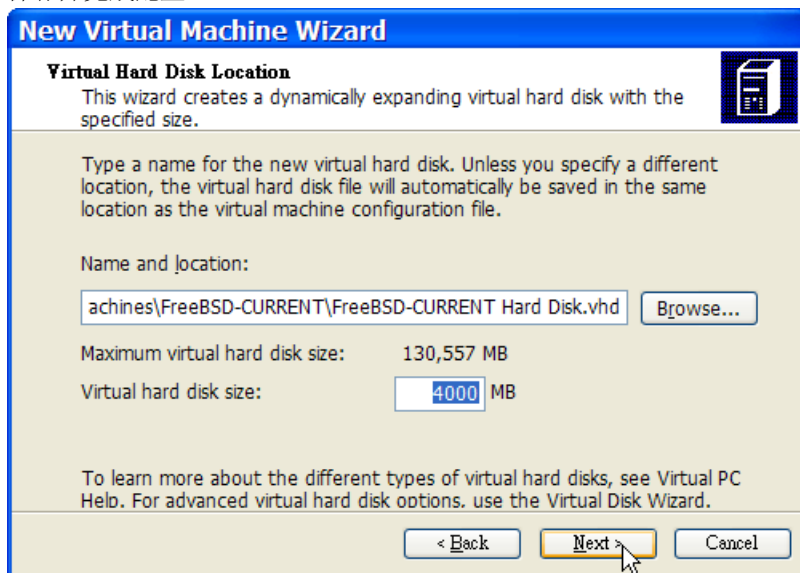 New Virtual Machine Wizard
Virtual Hard Disk Location
This wizard creates a dynamically expanding virtual hard disk with the
specified size.
Type a name for the new virtual hard disk. Unless you specify a different
location, the virtual hard disk file will automatically be saved in the same
location as the virtual machine configuration file.
Name and location:
achines\FreeBSD-CURRENT\FreeBSD-CURRENT Hard Disk.vhd Browse...
Maximum virtual hard disk size: 130,557 MB
Virtual hard disk size: 4000 MB
To learn more about the different types of virtual hard disks, see Virtual PC
Help. For advanced virtual hard disk options, use the Virtual Disk Wizard.
< Back Next > Cancel